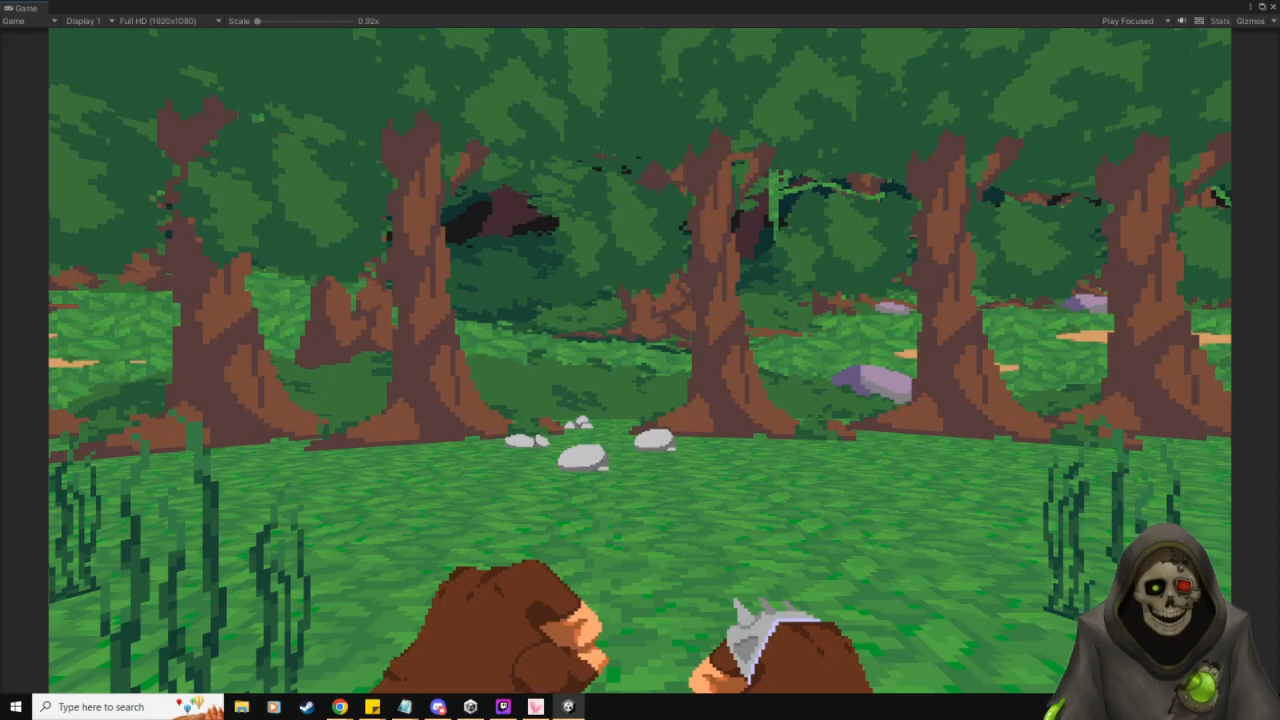 Game
Game Display 1 Full HD (1920x1080) Scale 0.92x Play Focused Stats Gizmos
Type here to search